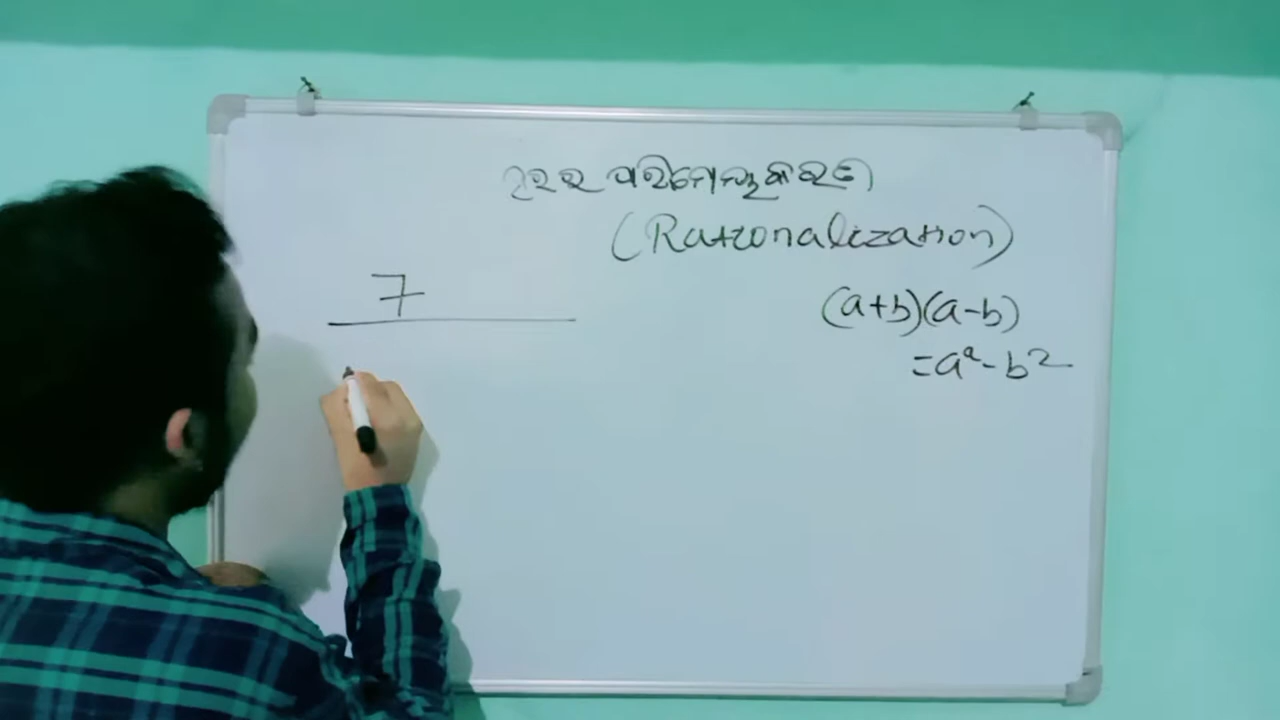 ହରର ପରିମେୟକରଣ
(Rationalization)
(a+b)(a-b)
= a² - b²
7